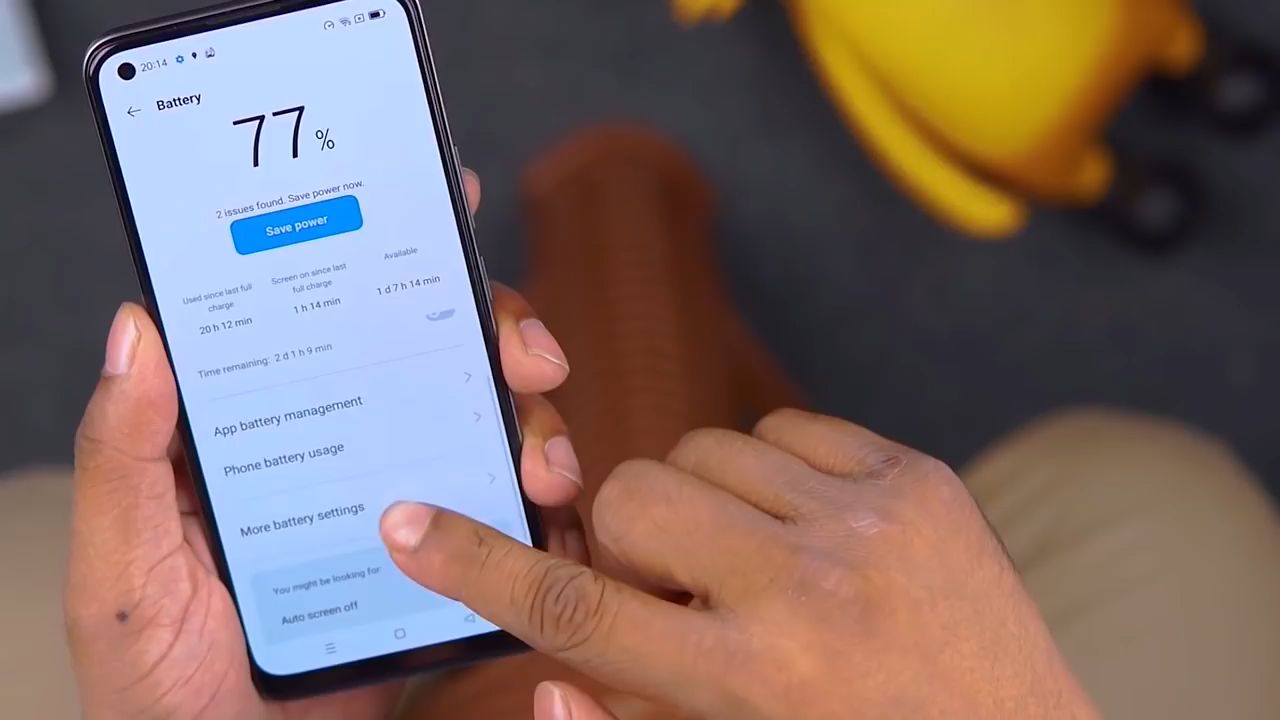 20:14
Battery
77%
2 issues found. Save power now.
Save power
Used since last full
charge
20 h 12 min
Screen on since last
full charge
1 h 14 min
Available
1 d 7 h 14 min
Time remaining: 2 d 1 h 9 min
App battery management
Phone battery usage
More battery settings
You might be looking for
Auto screen off